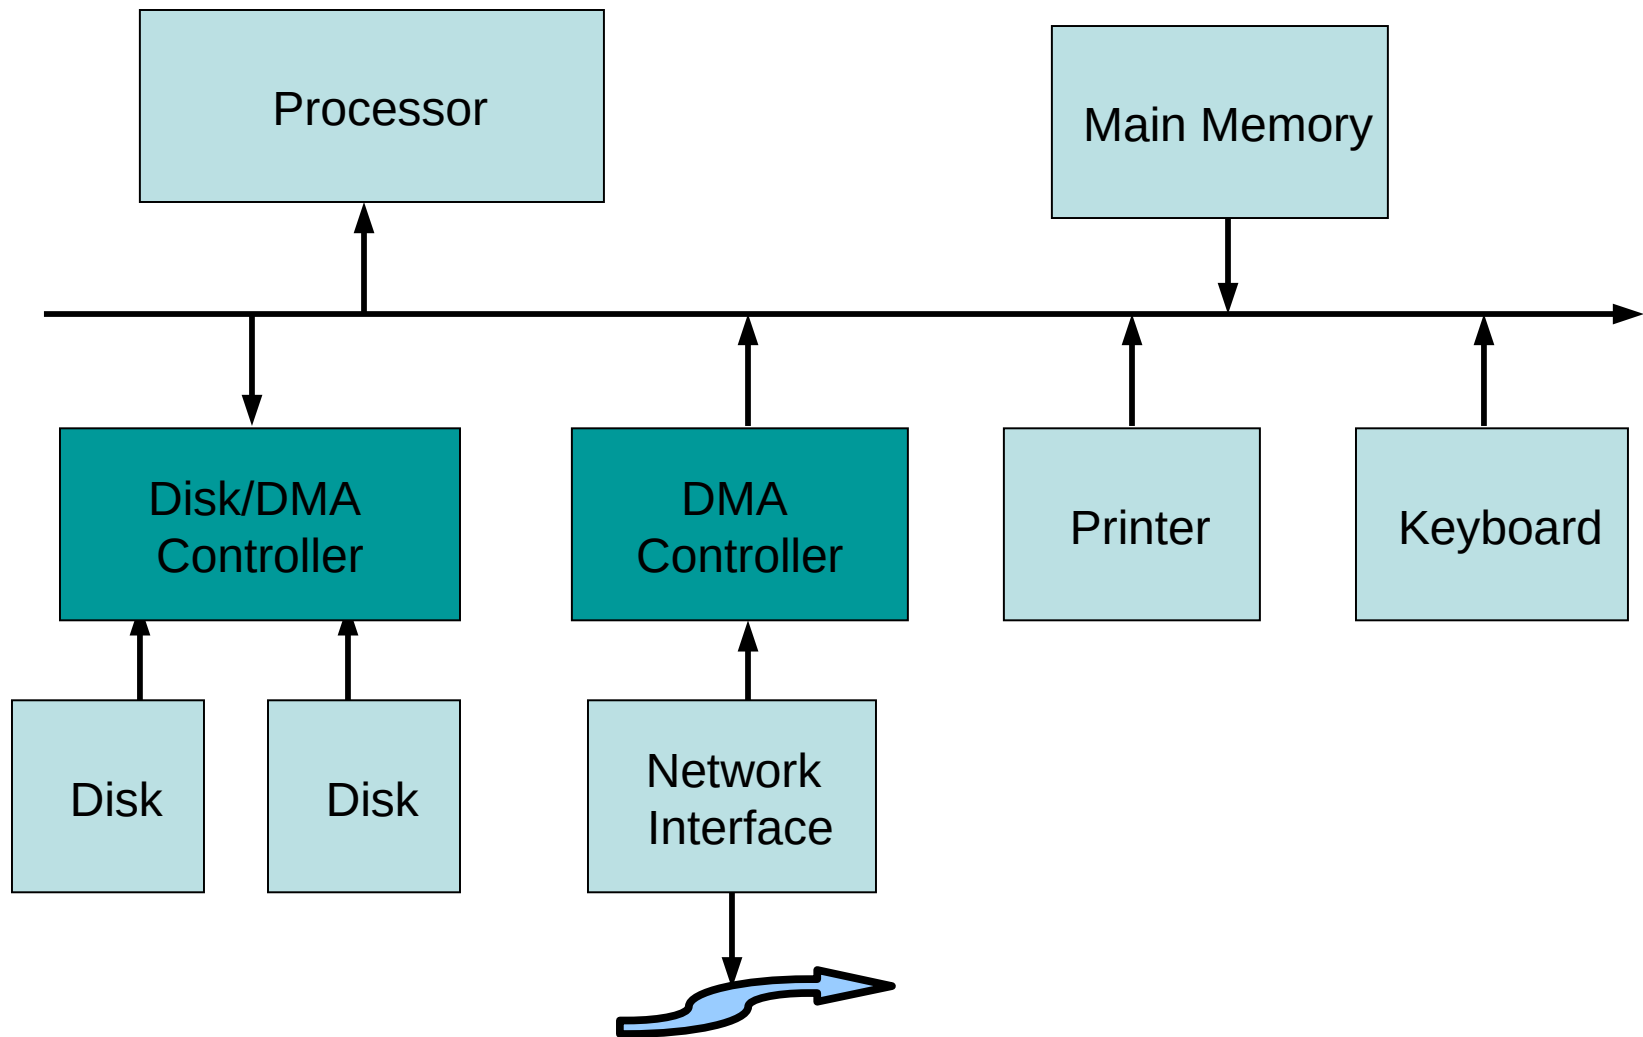 Processor
Main Memory
Disk/DMA
Controller
DMA
Controller
Printer
Keyboard
Disk
Disk
Network
Interface